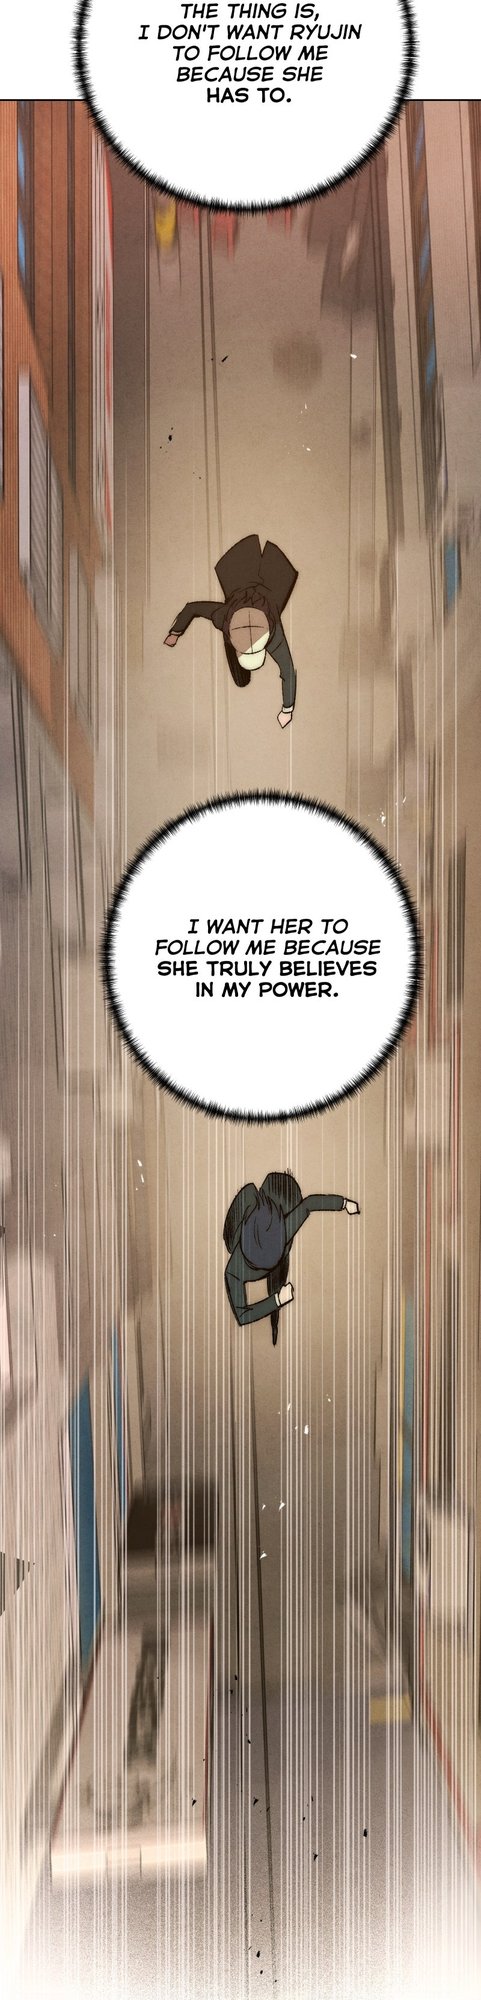 THE THING IS,
I DON'T WANT RYUJIN
TO FOLLOW ME
BECAUSE SHE
HAS TO.
I WANT HER TO
FOLLOW ME BECAUSE
SHE TRULY BELIEVES
IN MY POWER.